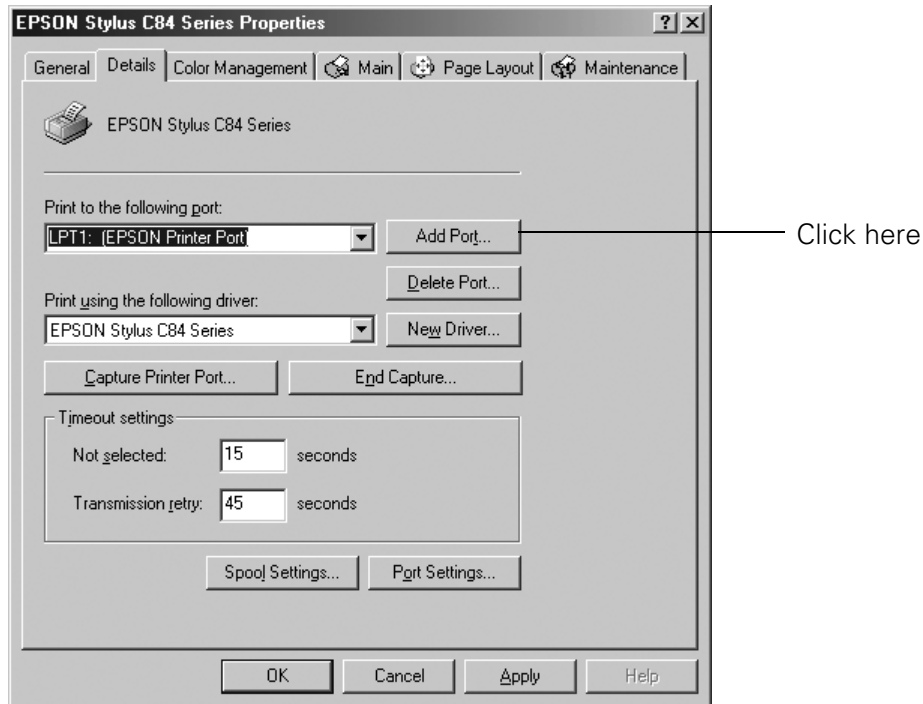 EPSON Stylus C84 Series Properties
General Details Color Management Main Page Layout Maintenance
EPSON Stylus C84 Series
Print to the following port:
LPT1: (EPSON Printer Port) Add Port... Click here
Delete Port...
Print using the following driver:
EPSON Stylus C84 Series New Driver...
Capture Printer Port... End Capture...
Timeout settings
Not selected: 15 seconds
Transmission retry: 45 seconds
Spool Settings... Port Settings...
OK Cancel Apply Help